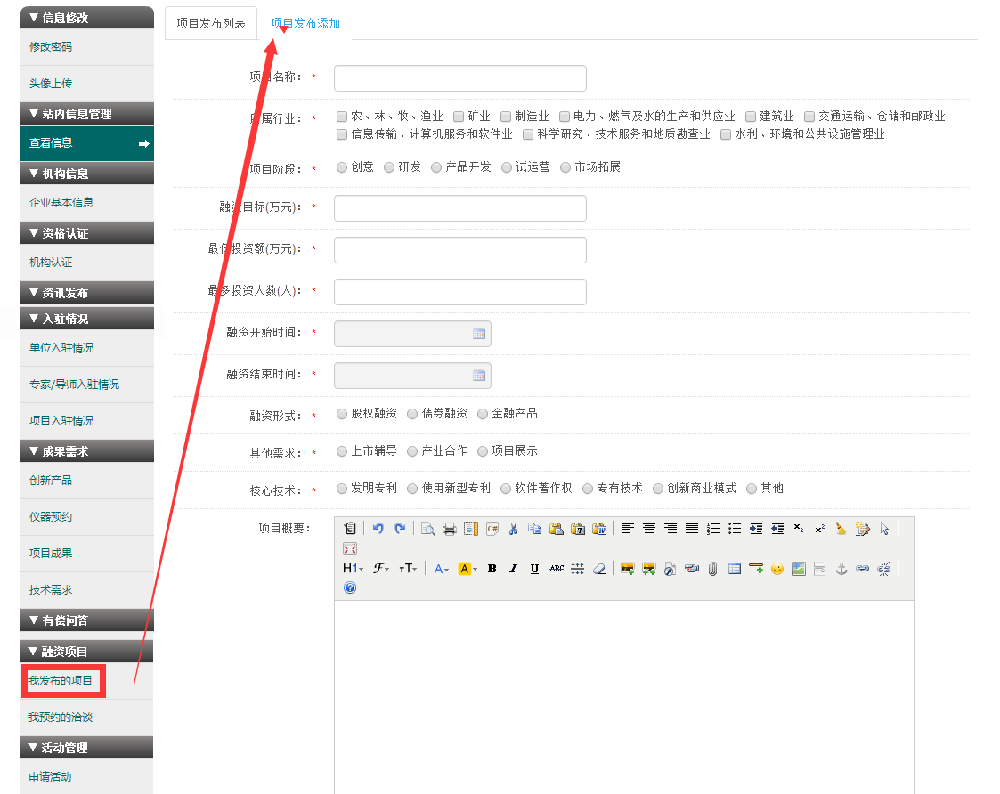 ▼信息修改
修改密码
头像上传
▼站内信息管理
查看信息
▼机构信息
企业基本信息
▼资格认证
机构认证
▼资讯发布
▼入驻情况
单位入驻情况
专家/导师入驻情况
项目入驻情况
▼成果需求
创新产品
仪器预约
项目成果
技术需求
▼有偿问答
▼融资项目
我发布的项目
我预约的洽谈
▼活动管理
申请活动
项目发布列表 项目发布添加
项目名称： *
所属行业： * 农、林、牧、渔业 矿业 制造业 电力、燃气及水的生产和供应业 建筑业 交通运输、仓储和邮政业
信息传输、计算机服务和软件业 科学研究、技术服务和地质勘查业 水利、环境和公共设施管理业
项目阶段： * 创意 研发 产品开发 试运营 市场拓展
融资目标(万元)： *
最低投资额(万元)： *
最多投资人数(人)： *
融资开始时间： *
融资结束时间： *
融资形式： * 股权融资 债券融资 金融产品
其他需求： * 上市辅导 产业合作 项目展示
核心技术： * 发明专利 使用新型专利 软件著作权 专有技术 创新商业模式 其他
项目概要：